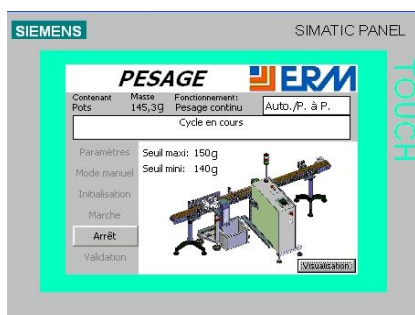 SIEMENS
SIMATIC PANEL
TOUCH
PESAGE
ERM
Contenant Masse Fonctionnement:
Pots 145,3g Pesage continu Auto./P. à P.
Cycle en cours
Paramètres Seuil maxi: 150g
Mode manuel Seuil mini: 140g
Initialisation
Marche
Arrêt
Validation
Visualisation